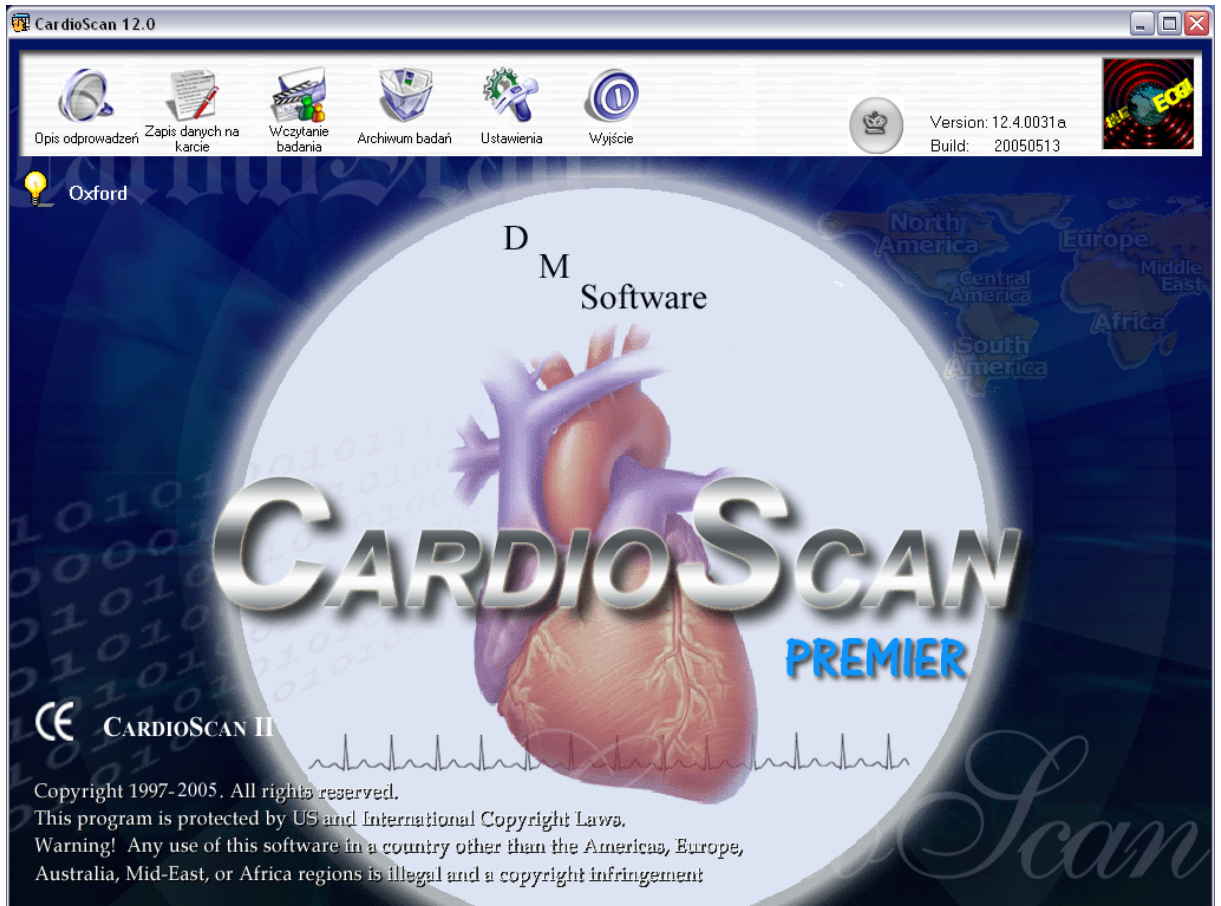 CardioScan 12.0
Opis odprowadzeń
Zapis danych na
karcie
Wczytanie
badania
Archiwum badań
Ustawienia
Wyjście
Version: 12.4.0031a
Build: 20050513
Oxford
North
America
Europe
Middle
East
Central
America
Africa
South
America
D
M
Software
CARDIOSCAN
PREMIER
CE CARDIOSCAN II
Copyright 1997-2005. All rights reserved.
This program is protected by US and International Copyright Laws.
Warning! Any use of this software in a country other than the Americas, Europe,
Australia, Mid-East, or Africa regions is illegal and a copyright infringement
Scan